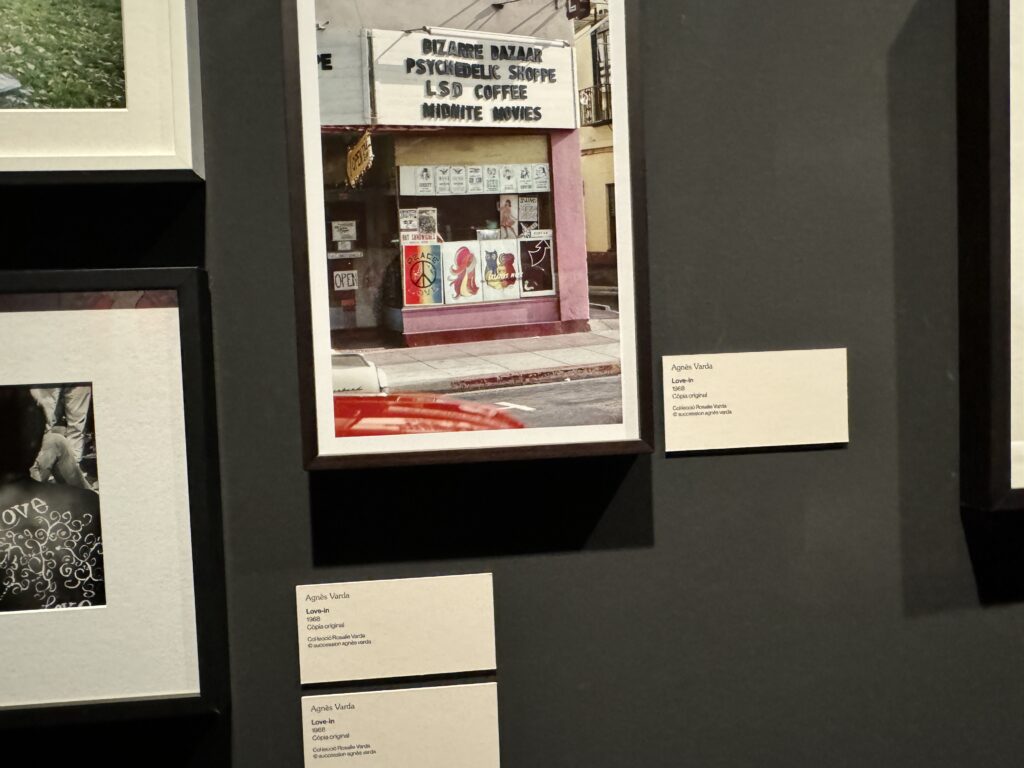 BIZARRE BAZAAR
PSYCHEDELIC SHOPPE
LSD COFFEE
MIDNITE MOVIES
OPEN
PEACE
Agnès Varda
Love-in
1968
Còpia original
Col·lecció Rosalie Varda
© succession agnès varda
Agnès Varda
Love-in
1968
Còpia original
Col·lecció Rosalie Varda
© succession agnès varda
Agnès Varda
Love-in
1968
Còpia original
Col·lecció Rosalie Varda
© succession agnès varda